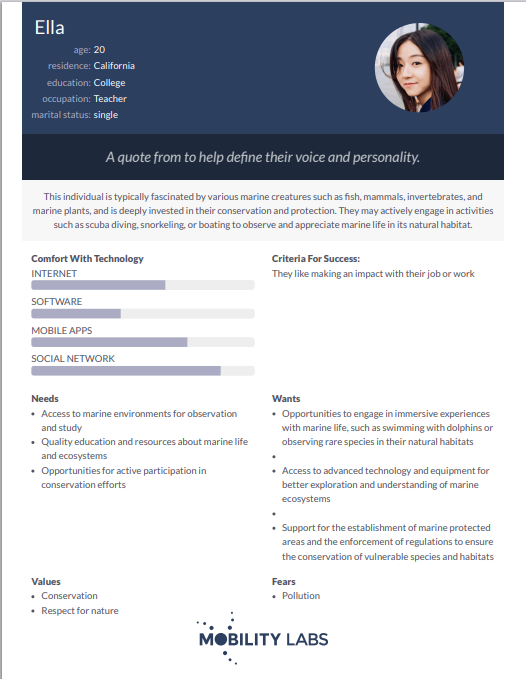 Ella
age: 20
residence: California
education: College
occupation: Teacher
marital status: single
A quote from to help define their voice and personality.
This individual is typically fascinated by various marine creatures such as fish, mammals, invertebrates, and
marine plants, and is deeply invested in their conservation and protection. They may actively engage in activities
such as scuba diving, snorkeling, or boating to observe and appreciate marine life in its natural habitat.
Comfort With Technology
INTERNET
SOFTWARE
MOBILE APPS
SOCIAL NETWORK
Criteria For Success:
They like making an impact with their job or work
Needs
• Access to marine environments for observation
and study
• Quality education and resources about marine life
and ecosystems
• Opportunities for active participation in
conservation efforts
Wants
• Opportunities to engage in immersive experiences
with marine life, such as swimming with dolphins or
observing rare species in their natural habitats
•
• Access to advanced technology and equipment for
better exploration and understanding of marine
ecosystems
•
• Support for the establishment of marine protected
areas and the enforcement of regulations to ensure
the conservation of vulnerable species and habitats
Values
• Conservation
• Respect for nature
Fears
• Pollution
MOBILITY LABS